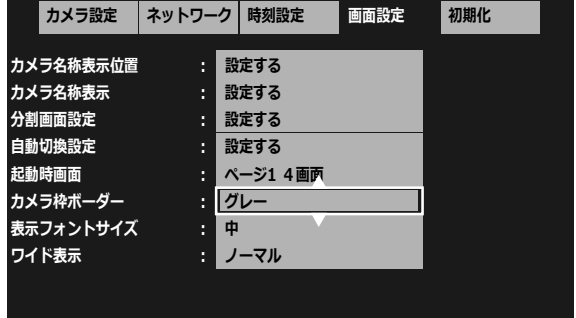 カメラ設定 ネットワーク 時刻設定 画面設定 初期化
カメラ名称表示位置 : 設定する
カメラ名称表示 : 設定する
分割画面設定 : 設定する
自動切換設定 : 設定する
起動時画面 : ページ1 4画面
カメラ枠ボーダー : グレー
表示フォントサイズ : 中
ワイド表示 : ノーマル